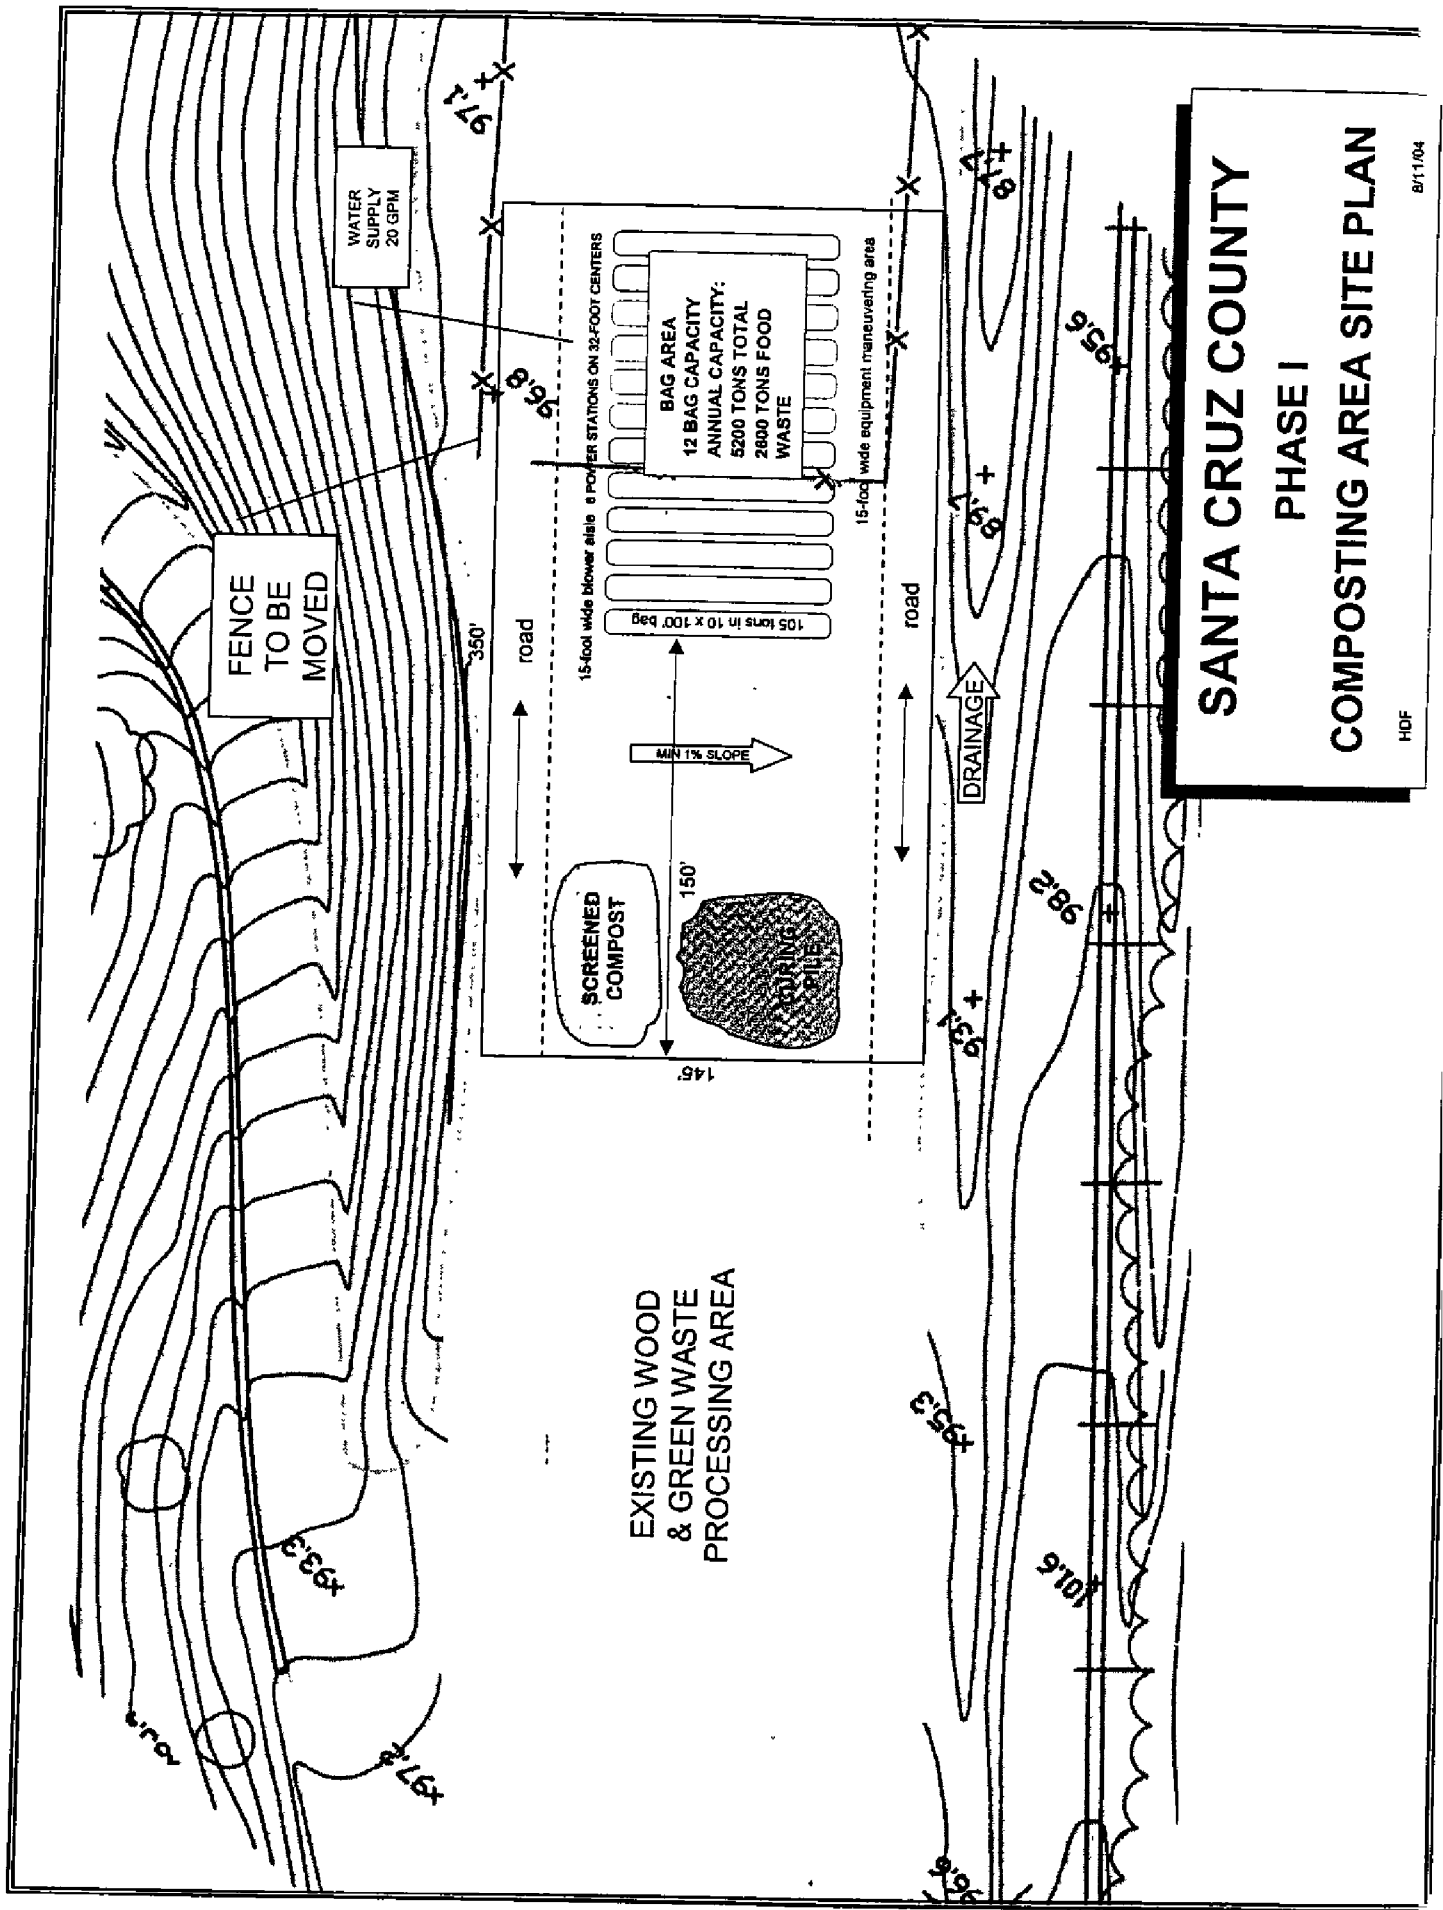 WATER
SUPPLY
20 GPM
97.1
87.7
FENCE
TO BE
MOVED
96.8
95.6
15-foot wide blower aisle 6 POWER STATIONS ON 32-FOOT CENTERS
BAG AREA
12 BAG CAPACITY
ANNUAL CAPACITY:
5200 TONS TOTAL
2600 TONS FOOD
WASTE
15-foot wide equipment maneuvering area
89.7
350'
road
105 tons in 10 x 100' bag
road
MIN 1% SLOPE
DRAINAGE
150'
SCREENED
COMPOST
CURING
PILE
98.2
93.1
145'
EXISTING WOOD
& GREEN WASTE
PROCESSING AREA
95.3
93.3
101.6
97.3
96.6
SANTA CRUZ COUNTY
PHASE I
COMPOSTING AREA SITE PLAN
HDF
8/11/04